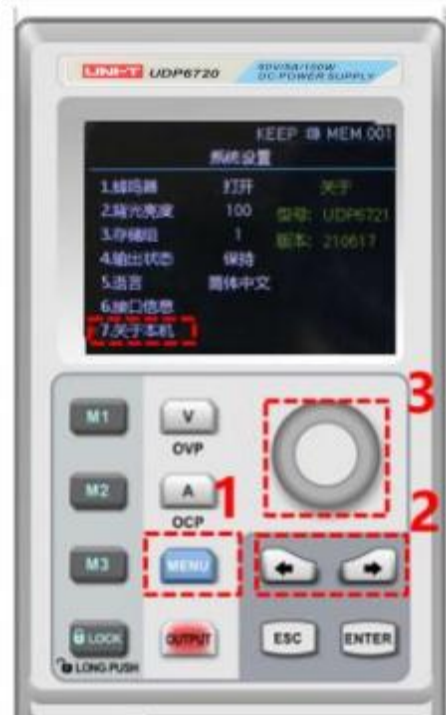 UNI-T UDP6720 60V/5A/150W
DC POWER SUPPLY
KEEP MEM 001
系统设置
1.蜂鸣器 打开 关于
2.背光亮度 100 型号: UDP6721
3.存储组 1 版本: 210617
4.输出状态 保持
5.语言 简体中文
6.接口信息
7.关于本机
3
M1 V
OVP
M2 A 1 2
OCP
M3 MENU
LOCK OUTPUT ESC ENTER
LONG PUSH